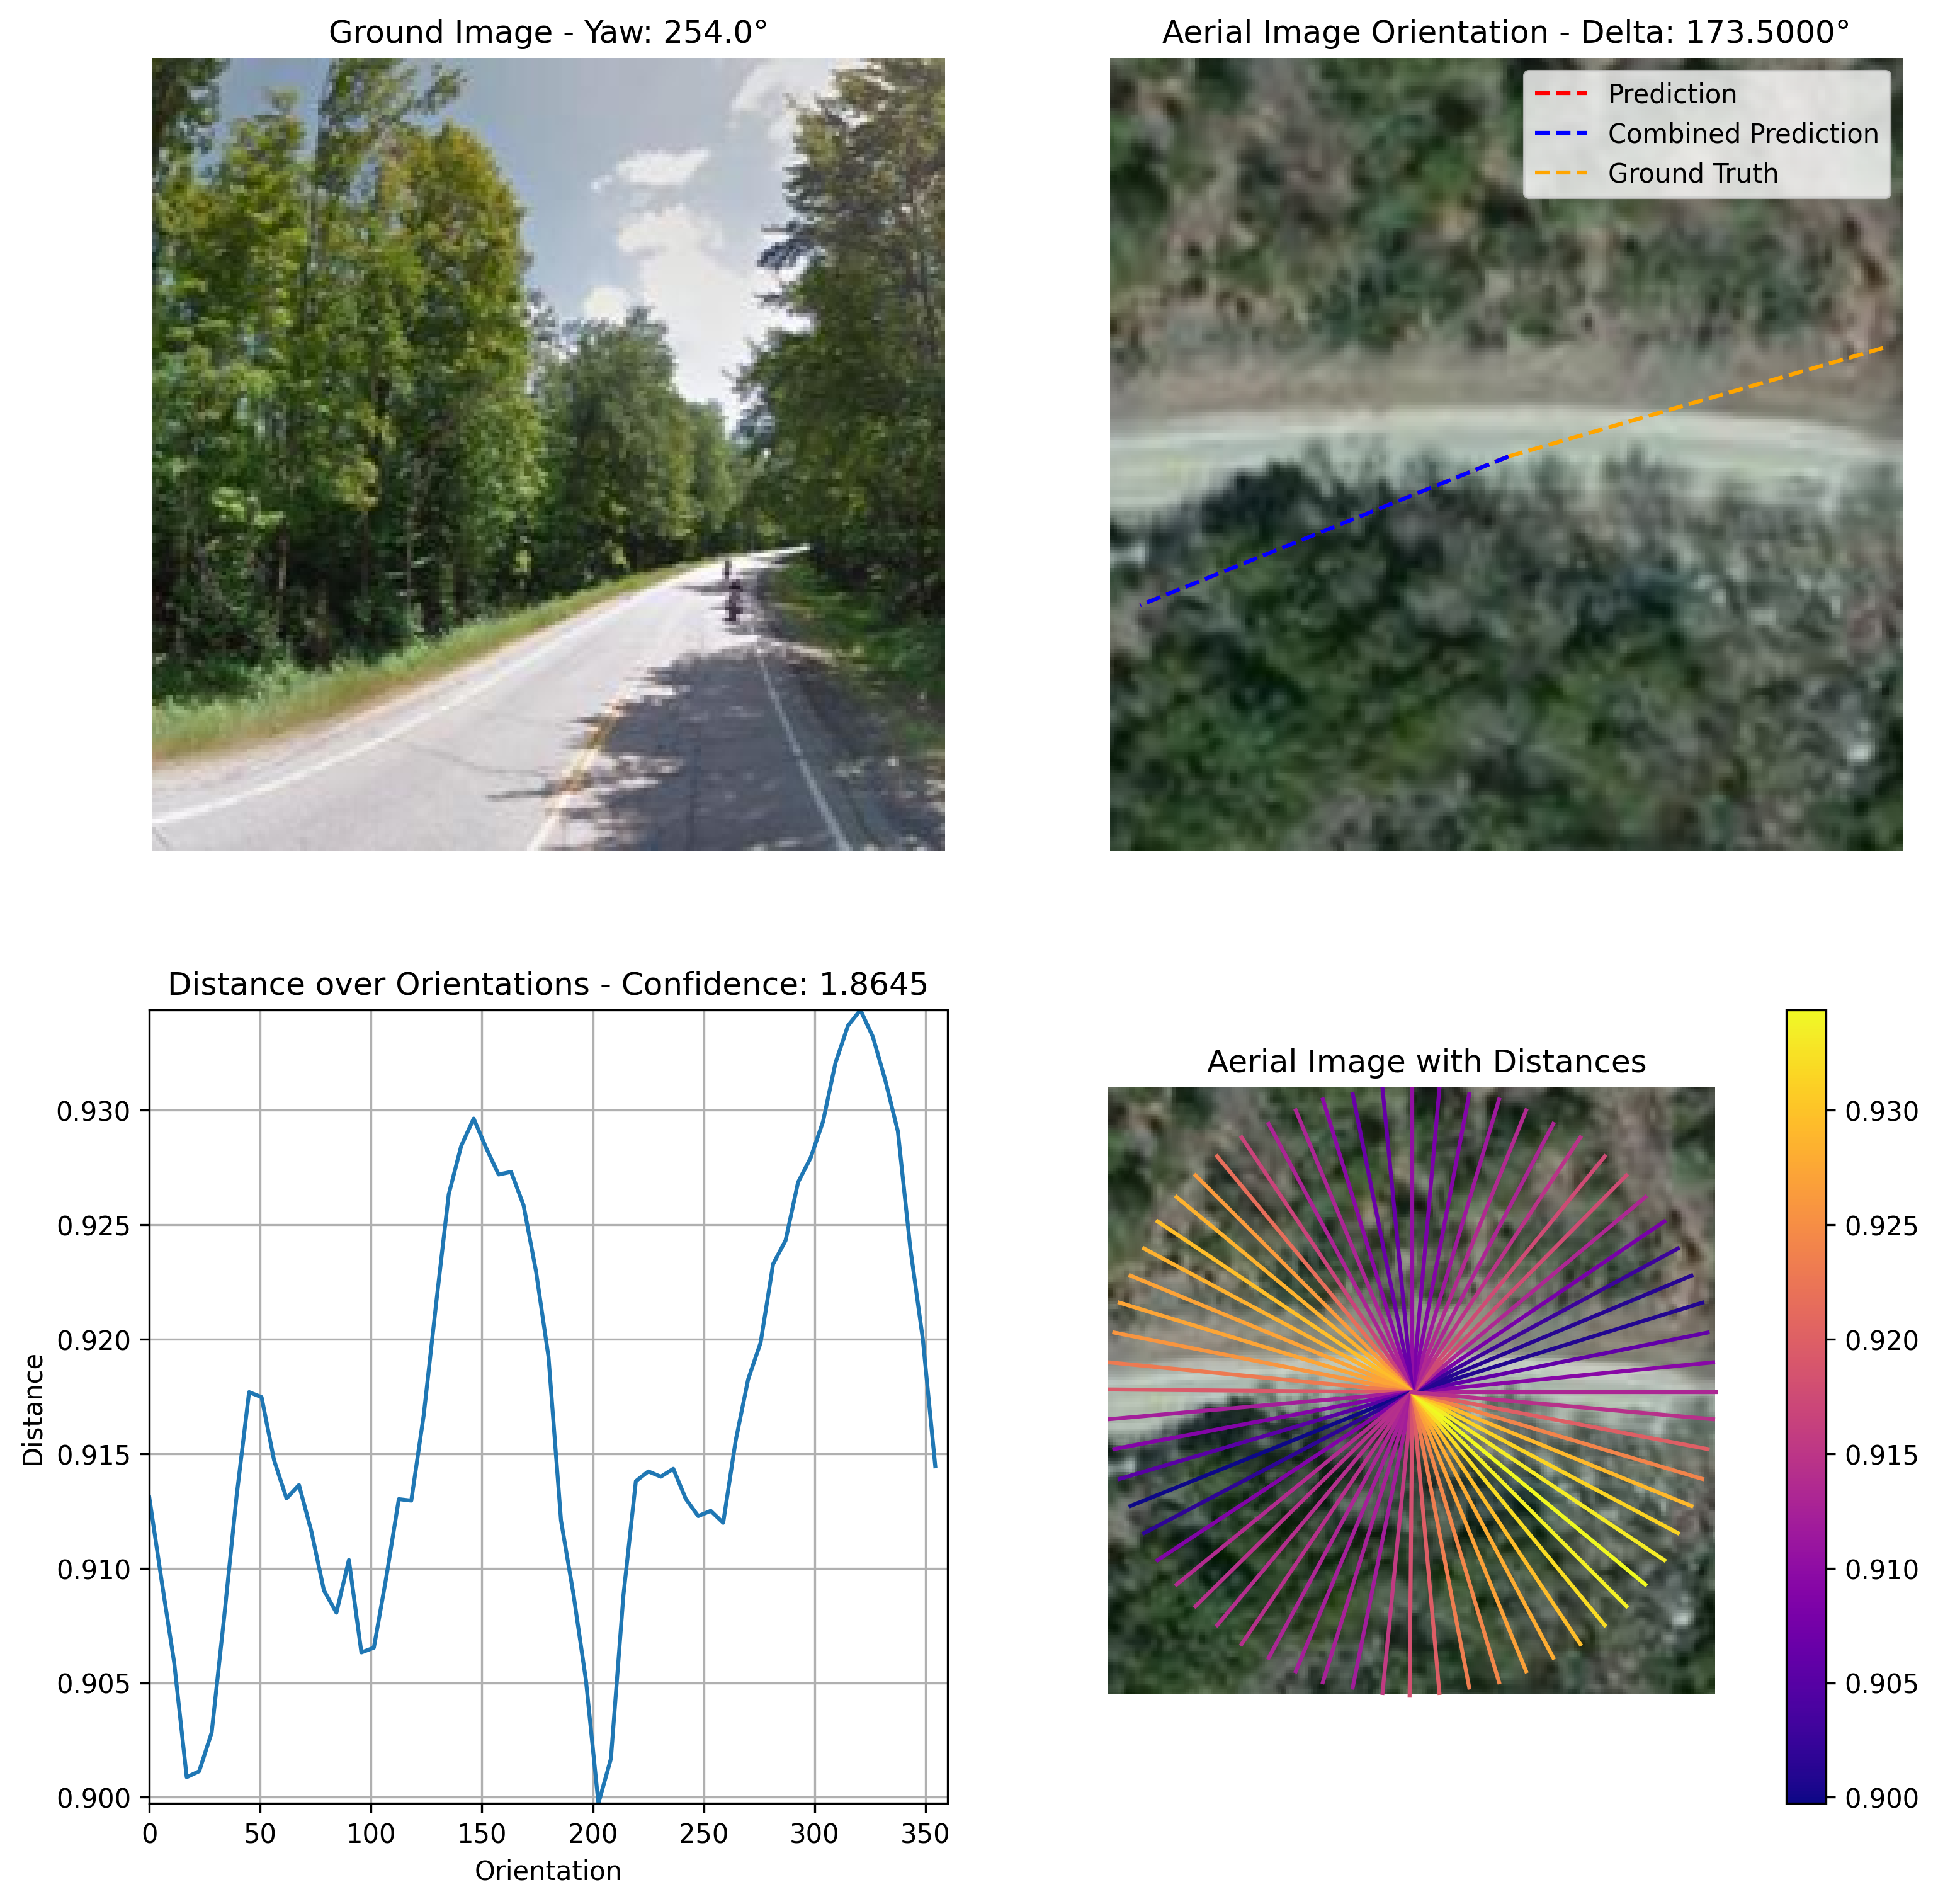 Ground Image - Yaw: 254.0°
Aerial Image Orientation - Delta: 173.5000°
Prediction
Combined Prediction
Ground Truth
Distance over Orientations - Confidence: 1.8645
0.930
0.925
0.920
0.915
0.910
0.905
0.900
Distance
0 50 100 150 200 250 300 350
Orientation
Aerial Image with Distances
0.930
0.925
0.920
0.915
0.910
0.905
0.900